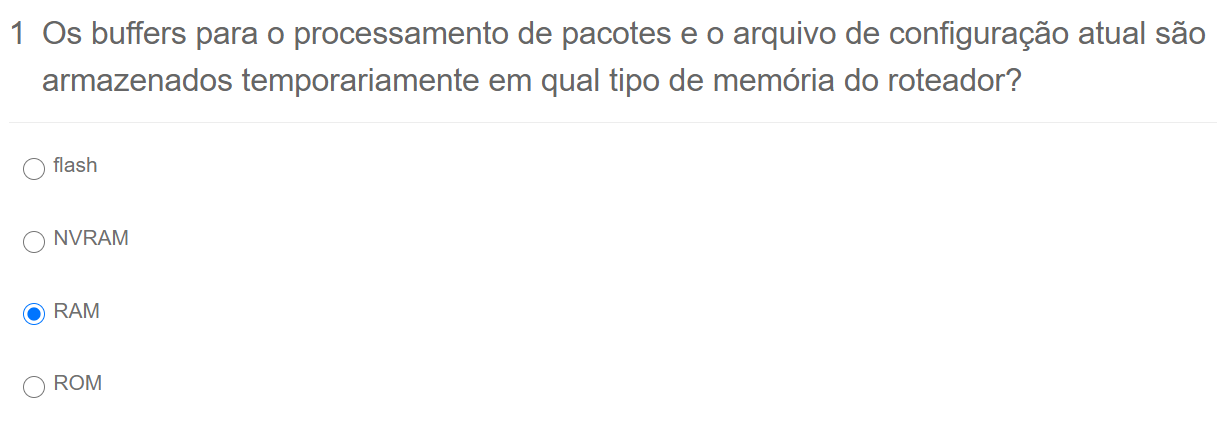 1 Os buffers para o processamento de pacotes e o arquivo de configuração atual são
armazenados temporariamente em qual tipo de memória do roteador?
flash
NVRAM
RAM
ROM